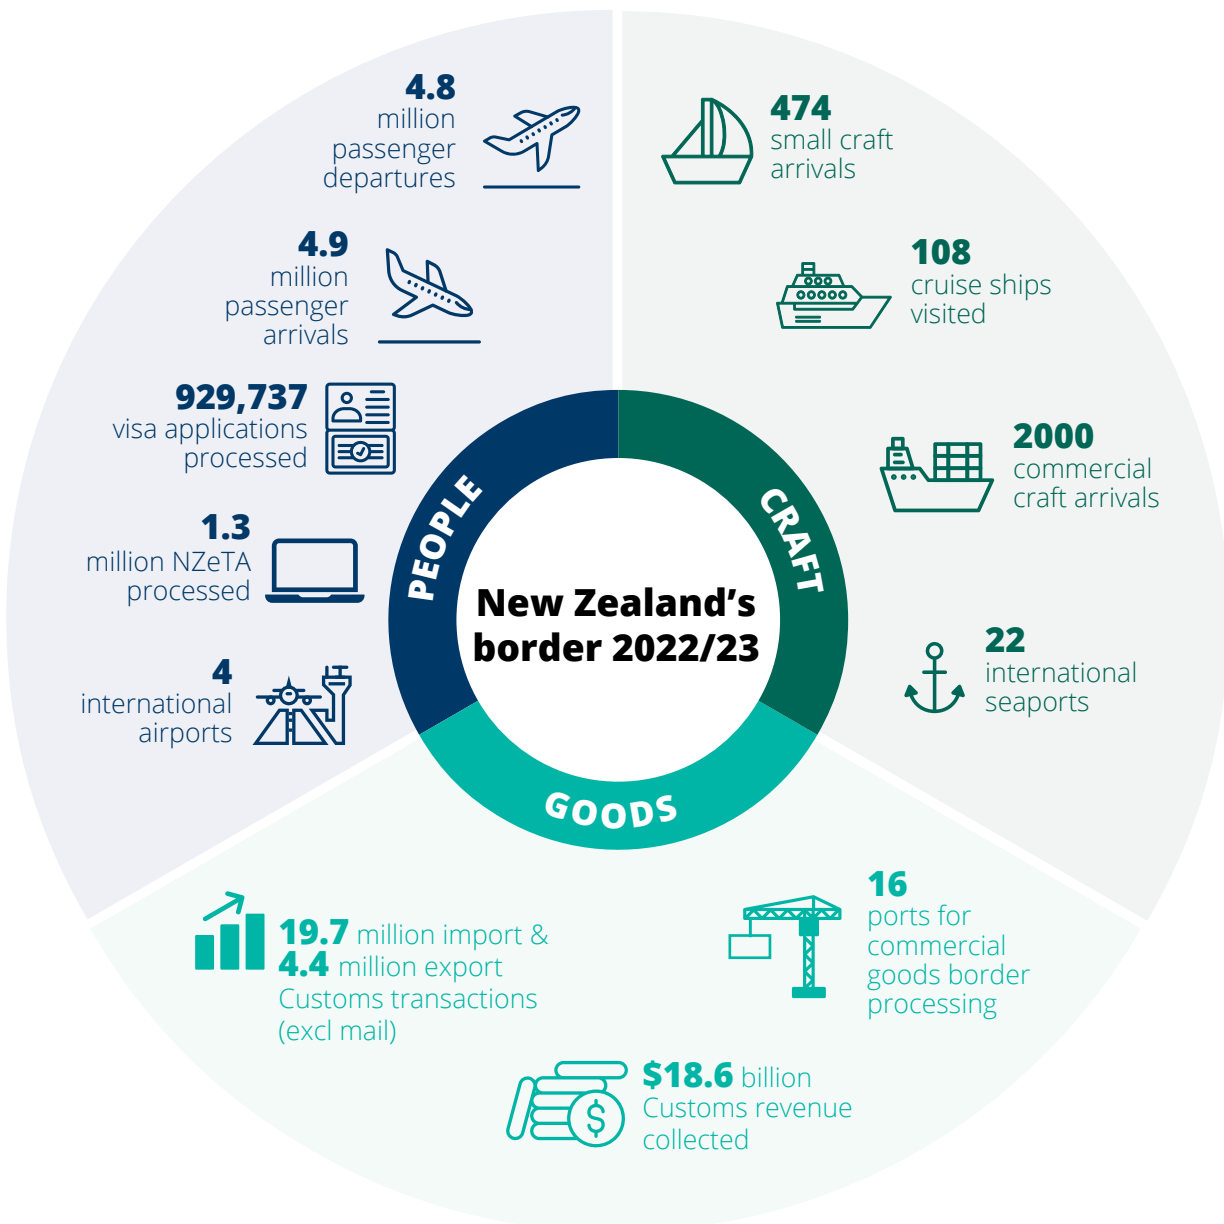 4.8
million
passenger
departures
4.9
million
passenger
arrivals
929,737
visa applications
processed
1.3
million NZeTA
processed
4
international
airports
PEOPLE
474
small craft
arrivals
108
cruise ships
visited
2000
commercial
craft arrivals
22
international
seaports
CRAFT
New Zealand’s
border 2022/23
GOODS
19.7 million import &
4.4 million export
Customs transactions
(excl mail)
16
ports for
commercial
goods border
processing
$18.6 billion
Customs revenue
collected
$